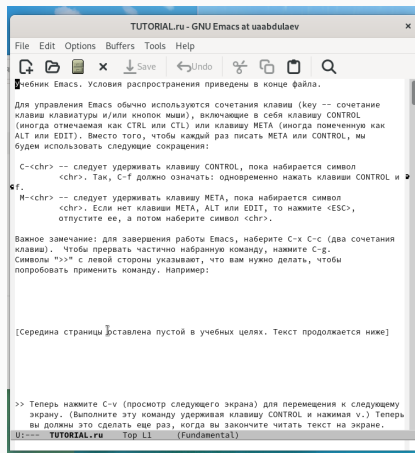 TUTORIAL.ru - GNU Emacs at uaabdulaev
×
File Edit Options Buffers Tools Help
Save Undo
Учебник Emacs. Условия распространения приведены в конце файла.
Для управления Emacs обычно используются сочетания клавиш (key -- сочетание
клавиш клавиатуры и/или кнопок мыши), включающие в себя клавишу CONTROL
(иногда отмечаемая как CTRL или CTL) или клавишу META (иногда помеченную как
ALT или EDIT). Вместо того, чтобы каждый раз писать META или CONTROL, мы
будем использовать следующие сокращения:
C-<chr> -- следует удерживать клавишу CONTROL, пока набирается символ
<chr>. Так, C-f должно означать: одновременно нажать клавиши CONTROL и
f.
M-<chr> -- следует удерживать клавишу META, пока набирается символ
<chr>. Если нет клавиши META, ALT или EDIT, то нажмите <ESC>,
отпустите ее, а потом наберите символ <chr>.
Важное замечание: для завершения работы Emacs, наберите C-x C-c (два сочетания
клавиш). Чтобы прервать частично набранную команду, нажмите C-g.
Символы ">>" с левой стороны указывают, что вам нужно делать, чтобы
попробовать применить команду. Например:
[Середина страницы оставлена пустой в учебных целях. Текст продолжается ниже]
>> Теперь нажмите C-v (просмотр следующего экрана) для перемещения к следующему
экрану. (Выполните эту команду удерживая клавишу CONTROL и нажимая v.) Теперь
вы должны это сделать еще раз, когда вы закончите читать текст на экране.
U:--- TUTORIAL.ru Top L1 (Fundamental)